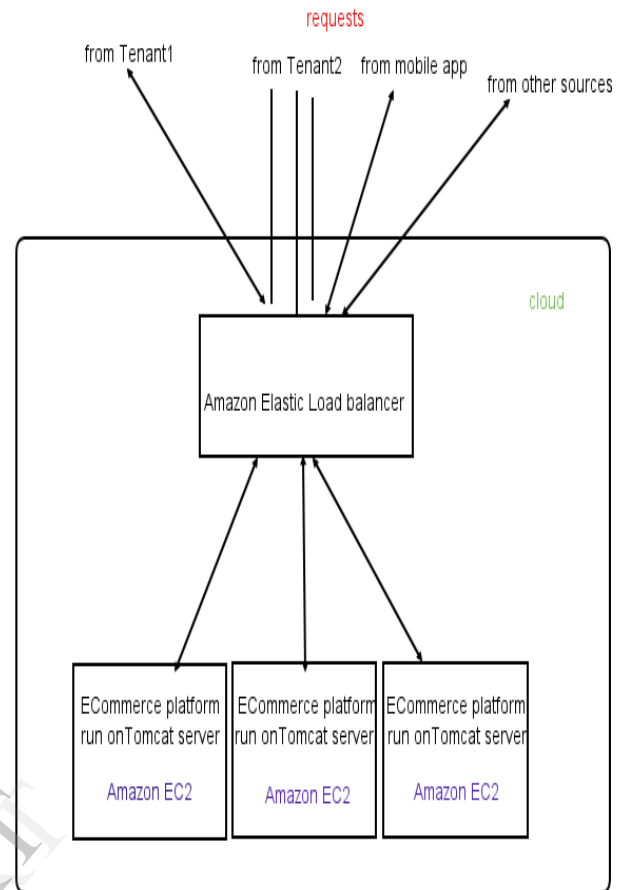 requests
from Tenant1
from Tenant2
from mobile app
from other sources
cloud
Amazon Elastic Load balancer
ECommerce platform
run onTomcat server
Amazon EC2
ECommerce platform
run onTomcat server
Amazon EC2
ECommerce platform
run onTomcat server
Amazon EC2